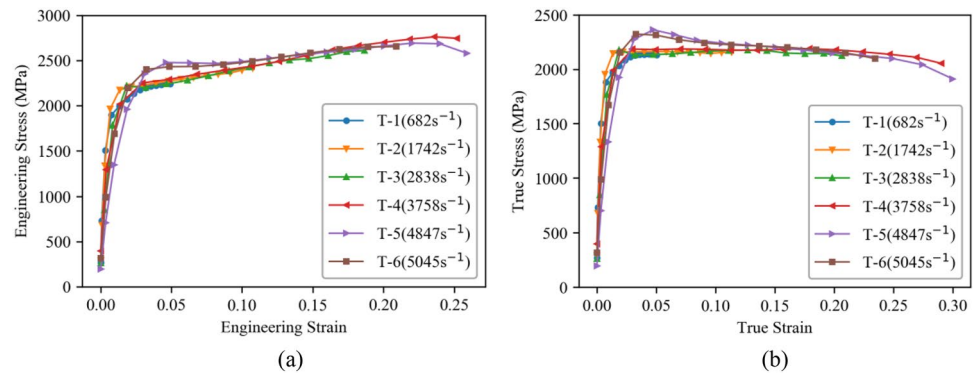 3000
2500
2000
1500
1000
500
0
Engineering Stress (MPa)
T-1(682s⁻¹)
T-2(1742s⁻¹)
T-3(2838s⁻¹)
T-4(3758s⁻¹)
T-5(4847s⁻¹)
T-6(5045s⁻¹)
0.00 0.05 0.10 0.15 0.20 0.25
Engineering Strain
(a)
2500
2000
1500
1000
500
0
True Stress (MPa)
T-1(682s⁻¹)
T-2(1742s⁻¹)
T-3(2838s⁻¹)
T-4(3758s⁻¹)
T-5(4847s⁻¹)
T-6(5045s⁻¹)
0.00 0.05 0.10 0.15 0.20 0.25 0.30
True Strain
(b)